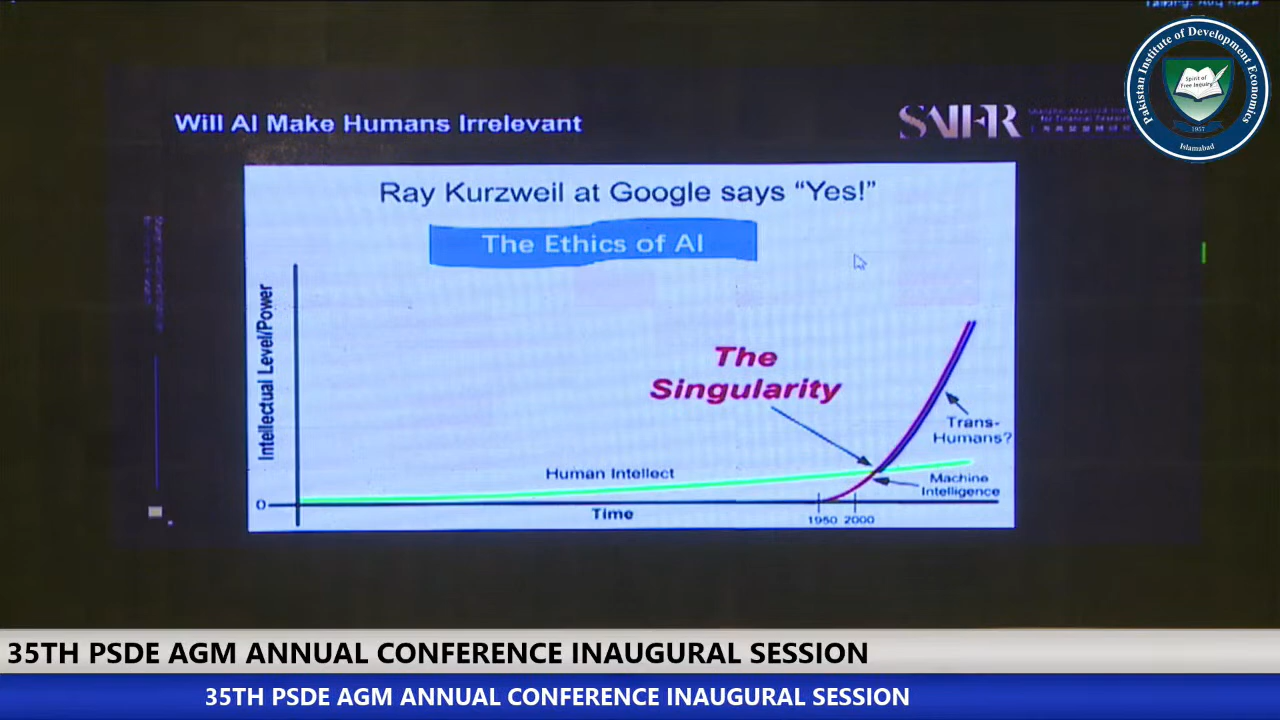 Pakistan Institute of Development Economics
Spirit of
Free Inquiry
1957
Islamabad
Will AI Make Humans Irrelevant
SAIFR
Ray Kurzweil at Google says “Yes!”
The Ethics of AI
Intellectual Level/Power
The
Singularity
Trans-
Humans?
Human Intellect
Machine
Intelligence
0
Time
1950 2000
35TH PSDE AGM ANNUAL CONFERENCE INAUGURAL SESSION
35TH PSDE AGM ANNUAL CONFERENCE INAUGURAL SESSION